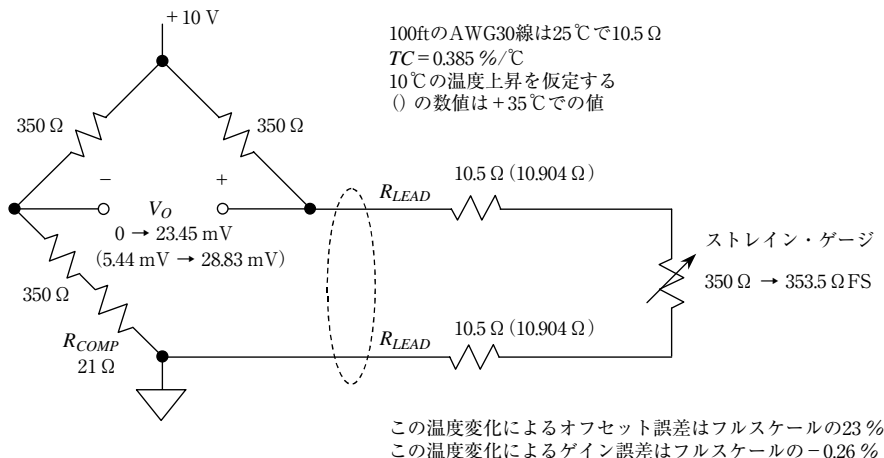 +10 V
100ftのAWG30線は25℃で10.5 Ω
TC=0.385 %/℃
10℃の温度上昇を仮定する
()の数値は+35℃での値
350 Ω
350 Ω
10.5 Ω (10.904 Ω)
R_LEAD
− +
V_O
0 → 23.45 mV
(5.44 mV → 28.83 mV)
ストレイン・ゲージ
350 Ω → 353.5 Ω FS
350 Ω
R_COMP
21 Ω
10.5 Ω (10.904 Ω)
R_LEAD
この温度変化によるオフセット誤差はフルスケールの23 %
この温度変化によるゲイン誤差はフルスケールの−0.26 %